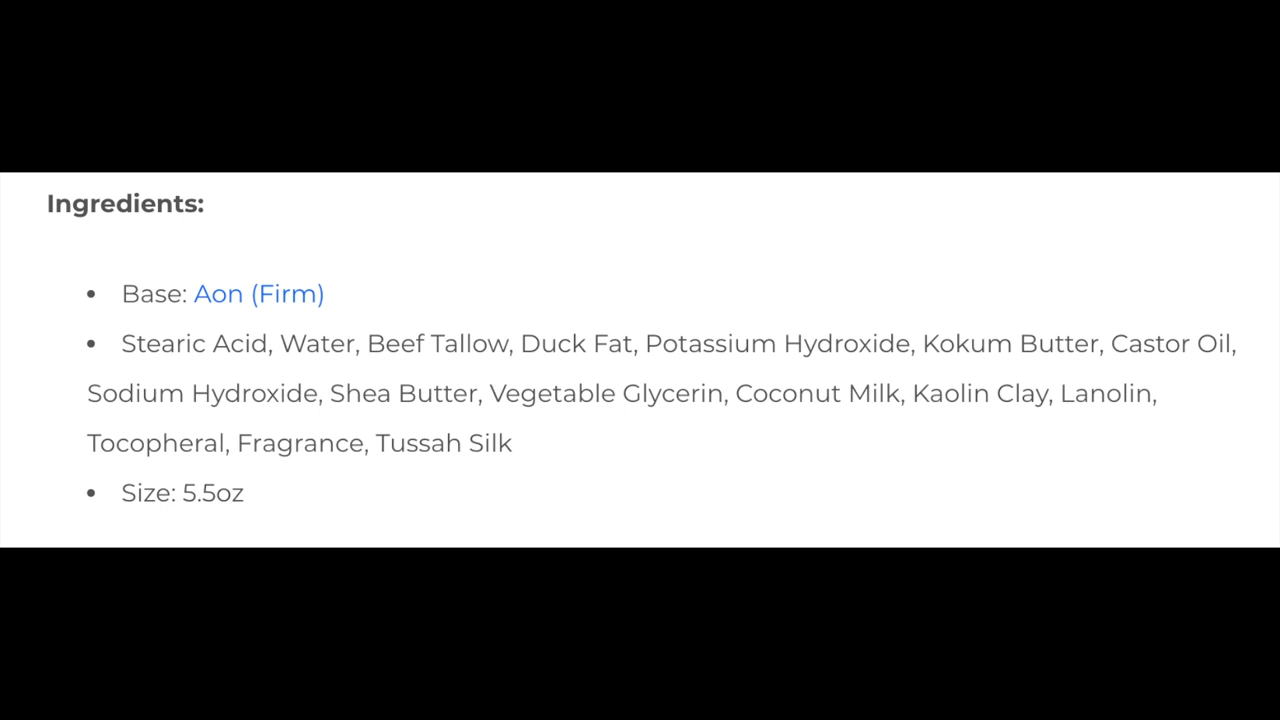 Ingredients:
• Base: Aon (Firm)
• Stearic Acid, Water, Beef Tallow, Duck Fat, Potassium Hydroxide, Kokum Butter, Castor Oil,
Sodium Hydroxide, Shea Butter, Vegetable Glycerin, Coconut Milk, Kaolin Clay, Lanolin,
Tocopheral, Fragrance, Tussah Silk
• Size: 5.5oz